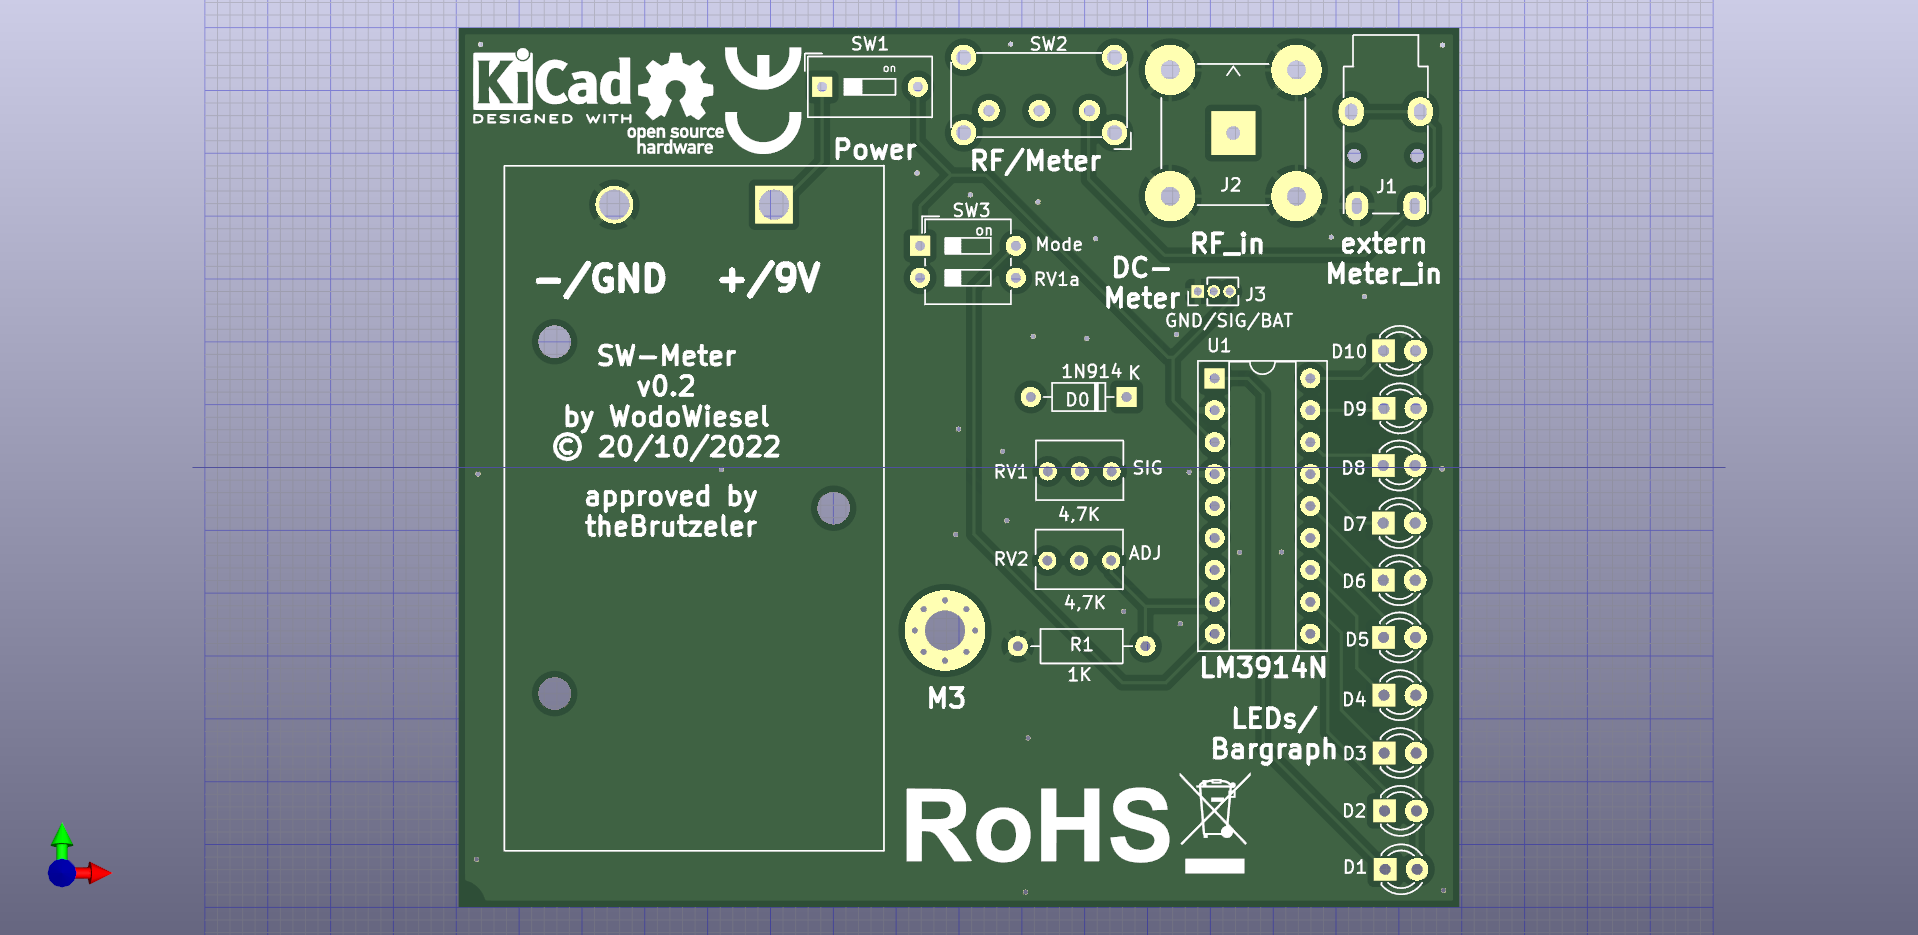 KiCad
DESIGNED WITH
open source
hardware
CE
SW1
on
Power
SW2
RF/Meter
J2
RF_in
J1
extern
Meter_in
-/GND
+/9V
SW3
on
Mode
RV1a
DC-
Meter
J3
GND/SIG/BAT
SW-Meter
v0.2
by WodoWiesel
© 20/10/2022
approved by
theBrutzeler
1N914 K
D0
RV1
SIG
4,7K
RV2
ADJ
4,7K
R1
1K
M3
U1
LM3914N
LEDs/
Bargraph
D10
D9
D8
D7
D6
D5
D4
D3
D2
D1
RoHS